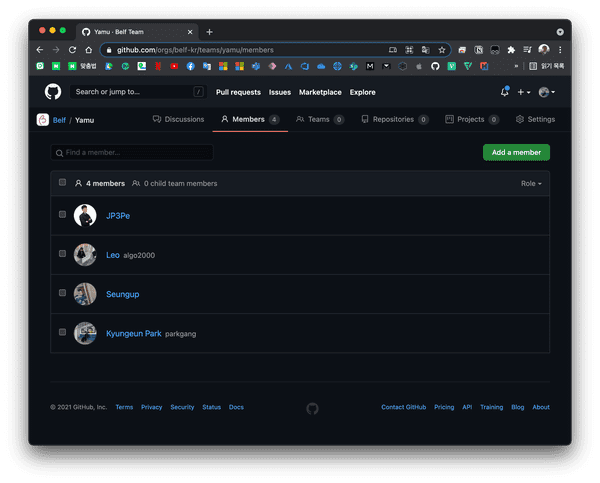 Yamu · Belf Team
github.com/orgs/belf-kr/teams/yamu/members
맞춤법
» 읽기 목록
Search or jump to... /
Pull requests Issues Marketplace Explore
Belf / Yamu
Discussions Members 4 Teams 0 Repositories 0 Projects 0 Settings
Find a member...
Add a member
4 members 0 child team members Role
JP3Pe
Leo algo2000
Seungup
Kyungeun Park parkgang
© 2021 GitHub, Inc. Terms Privacy Security Status Docs Contact GitHub Pricing API Training Blog About